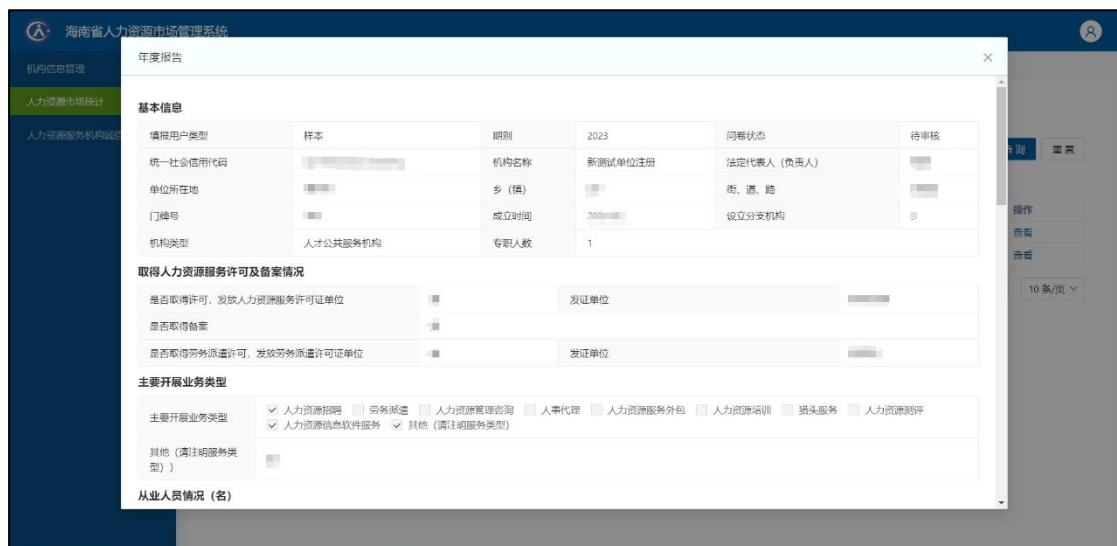 海南省人力资源市场管理系统
机构信息管理
人力资源市场统计
人力资源服务机构诚信
年度报告
基本信息
填报用户类型 样本 期别 2023 问卷状态 待审核
统一社会信用代码 机构名称 新测试单位注册 法定代表人（负责人）
单位所在地 乡（镇） 街、道、路
门牌号 成立时间 设立分支机构
机构类型 人才公共服务机构 专职人数 1
取得人力资源服务许可及备案情况
是否取得许可，发放人力资源服务许可证单位 发证单位
是否取得备案
是否取得劳务派遣许可，发放劳务派遣许可证单位 发证单位
主要开展业务类型
主要开展业务类型 人力资源招聘 劳务派遣 人力资源管理咨询 人事代理 人力资源服务外包 人力资源培训 猎头服务 人力资源测评
人力资源信息软件服务 其他（请注明服务类型）
其他（请注明服务类
型））
从业人员情况（名）
询 重置
操作
查看
查看
10 条/页